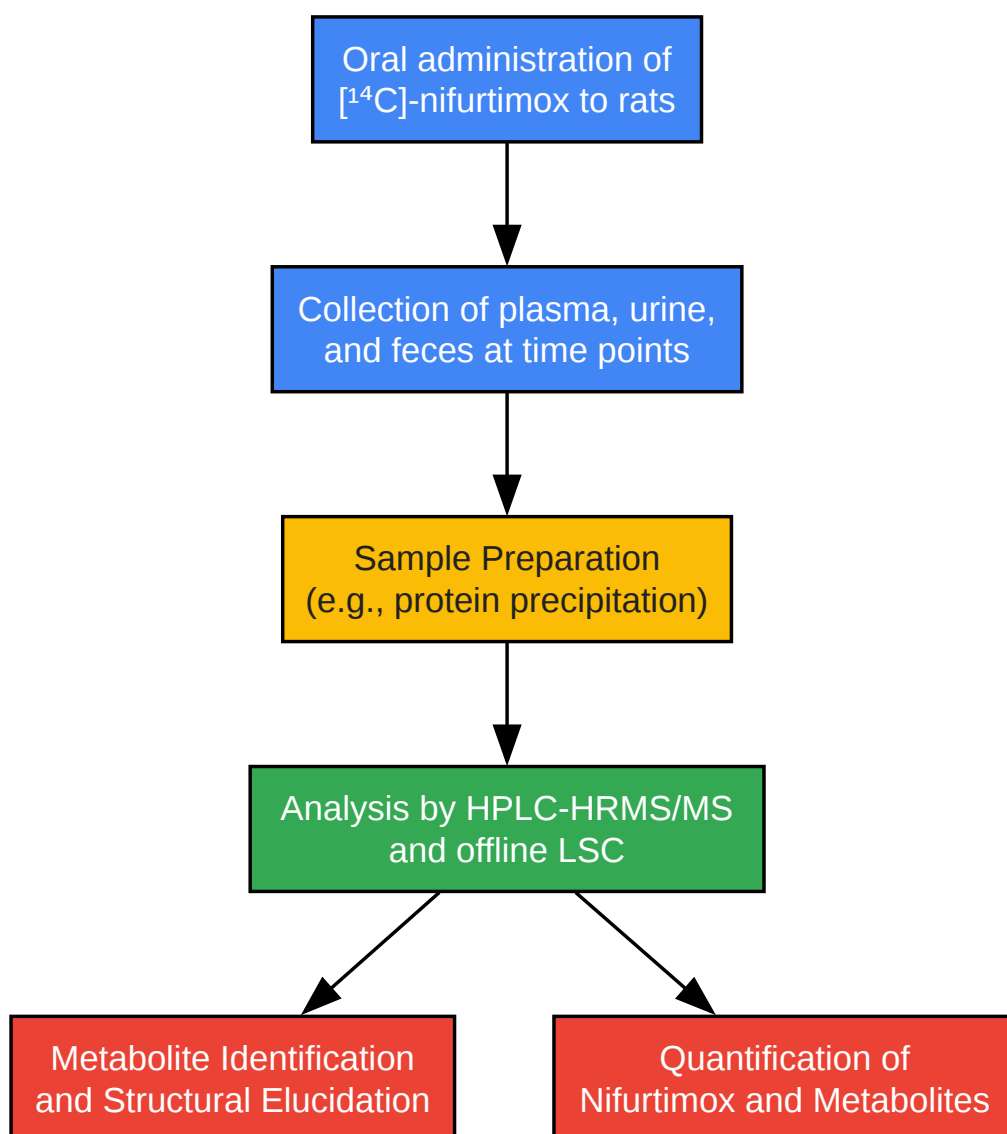 Oral administration of
[¹⁴C]-nifurtimox to rats
Collection of plasma, urine,
and feces at time points
Sample Preparation
(e.g., protein precipitation)
Analysis by HPLC-HRMS/MS
and offline LSC
Metabolite Identification
and Structural Elucidation
Quantification of
Nifurtimox and Metabolites